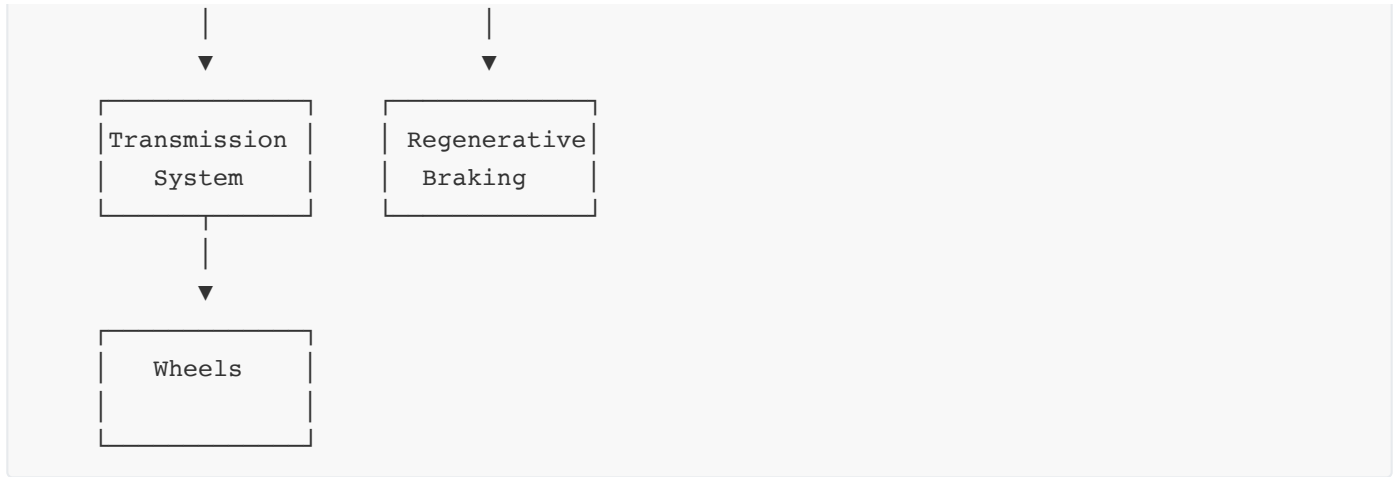 Transmission
System
Regenerative
Braking
Wheels